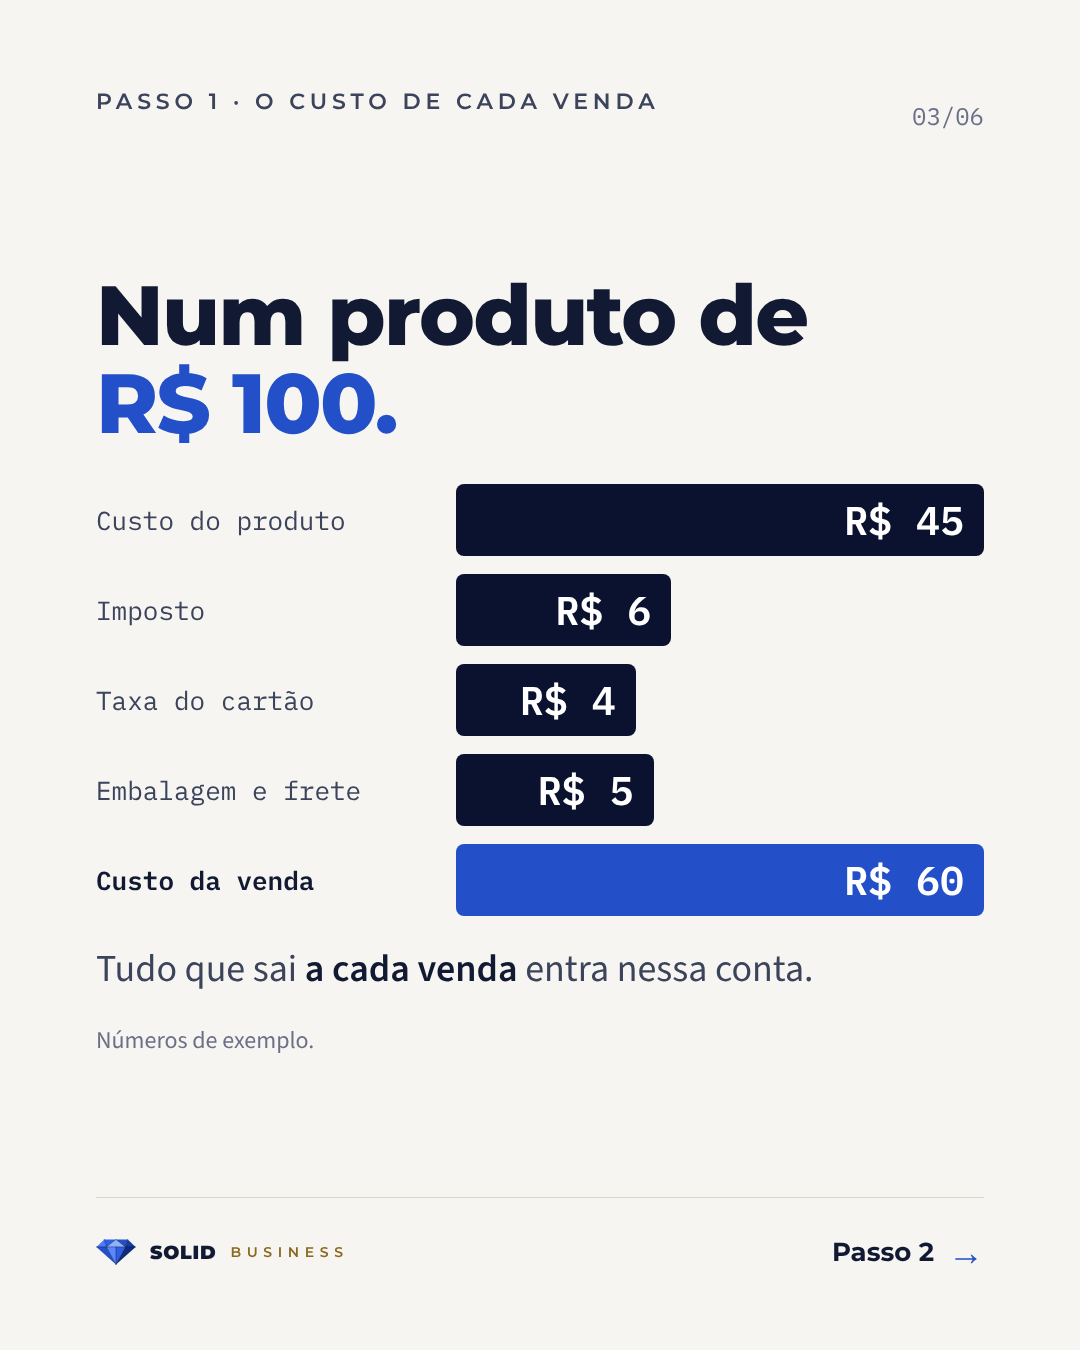 PASSO 1 · O CUSTO DE CADA VENDA
03/06
Num produto de
R$ 100.
Custo do produto R$ 45
Imposto R$ 6
Taxa do cartão R$ 4
Embalagem e frete R$ 5
Custo da venda R$ 60
Tudo que sai a cada venda entra nessa conta.
Números de exemplo.
SOLID BUSINESS
Passo 2 →